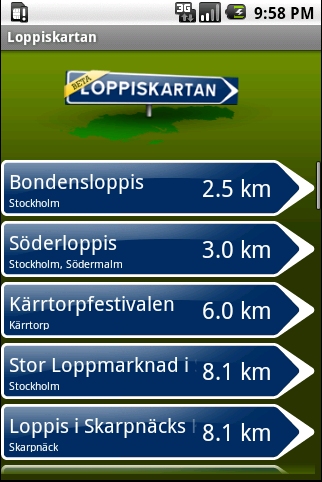 3G
9:58 PM
Loppiskartan
BETA
LOPPISKARTAN
Bondensloppis
2.5 km
Stockholm
Söderloppis
3.0 km
Stockholm, Södermalm
Kärrtorpfestivalen
6.0 km
Kärrtorp
Stor Loppmarknad i
8.1 km
Stockholm
Loppis i Skarpnäcks
8.1 km
Skarpnäck